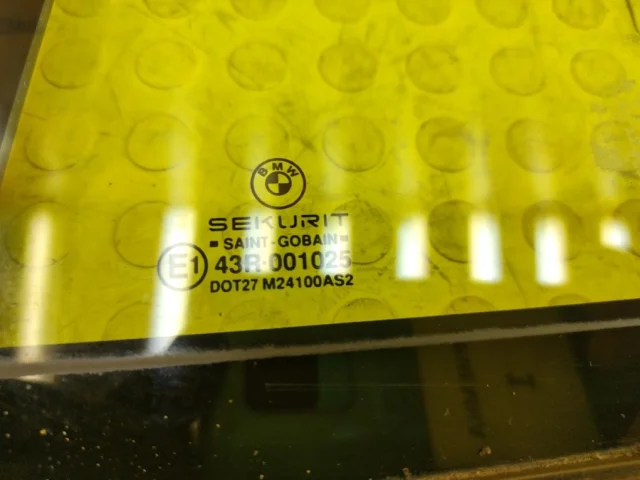 BMW
SEKURIT
SAINT-GOBAIN
E1 43R-001025
DOT27 M24100AS2